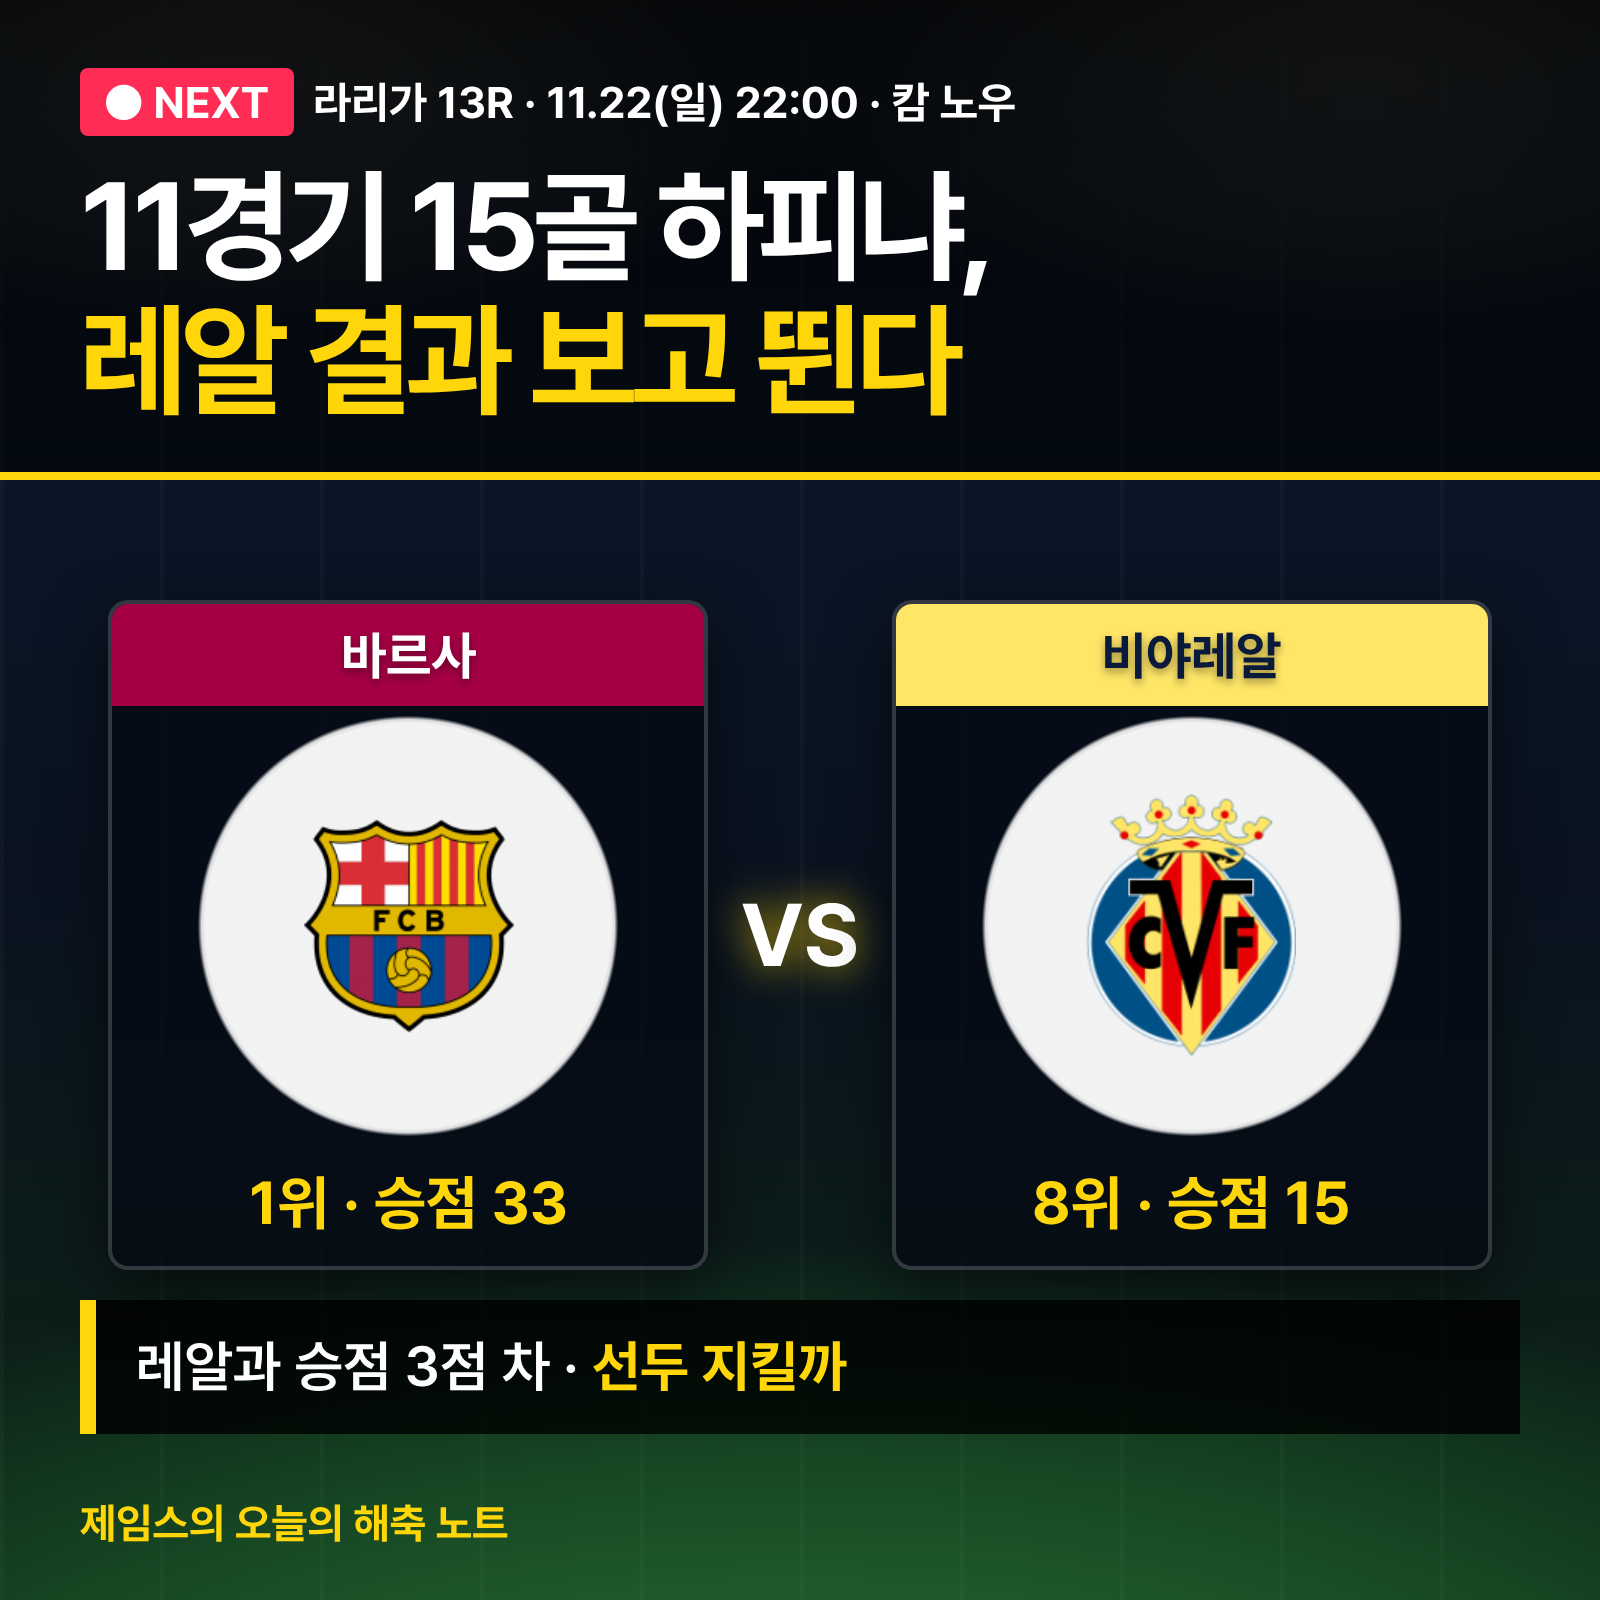 NEXT 라리가 13R · 11.22(일) 22:00 · 캄 노우
11경기 15골 하피냐,
레알 결과 보고 뛴다
바르사
비야레알
FCB
CVF
VS
1위 · 승점 33
8위 · 승점 15
레알과 승점 3점 차 · 선두 지킬까
제임스의 오늘의 해축 노트